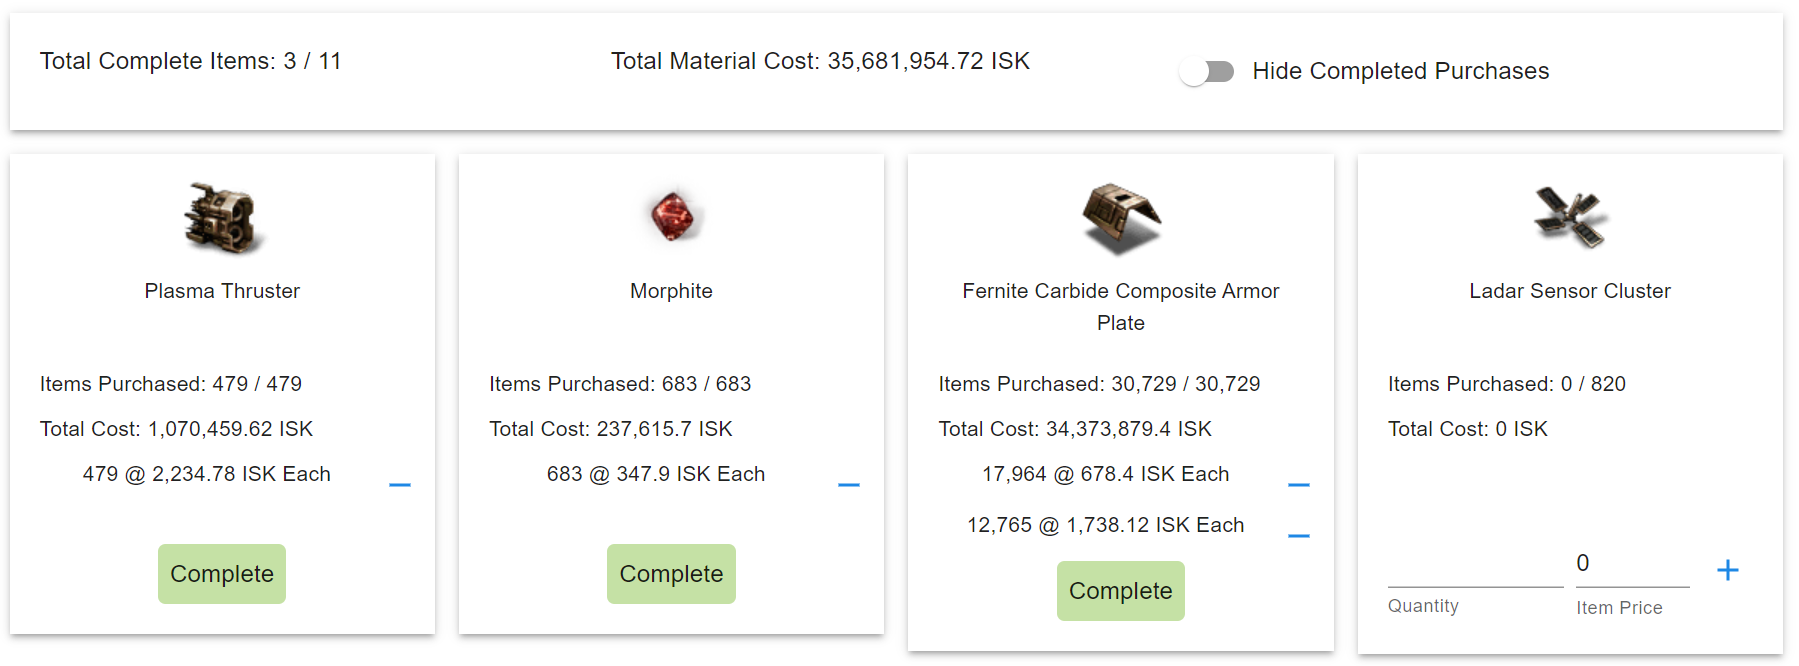 Total Complete Items: 3 / 11
Total Material Cost: 35,681,954.72 ISK
Hide Completed Purchases
Plasma Thruster
Items Purchased: 479 / 479
Total Cost: 1,070,459.62 ISK
479 @ 2,234.78 ISK Each
Complete
Morphite
Items Purchased: 683 / 683
Total Cost: 237,615.7 ISK
683 @ 347.9 ISK Each
Complete
Fernite Carbide Composite Armor
Plate
Items Purchased: 30,729 / 30,729
Total Cost: 34,373,879.4 ISK
17,964 @ 678.4 ISK Each
12,765 @ 1,738.12 ISK Each
Complete
Ladar Sensor Cluster
Items Purchased: 0 / 820
Total Cost: 0 ISK
0
Quantity
Item Price